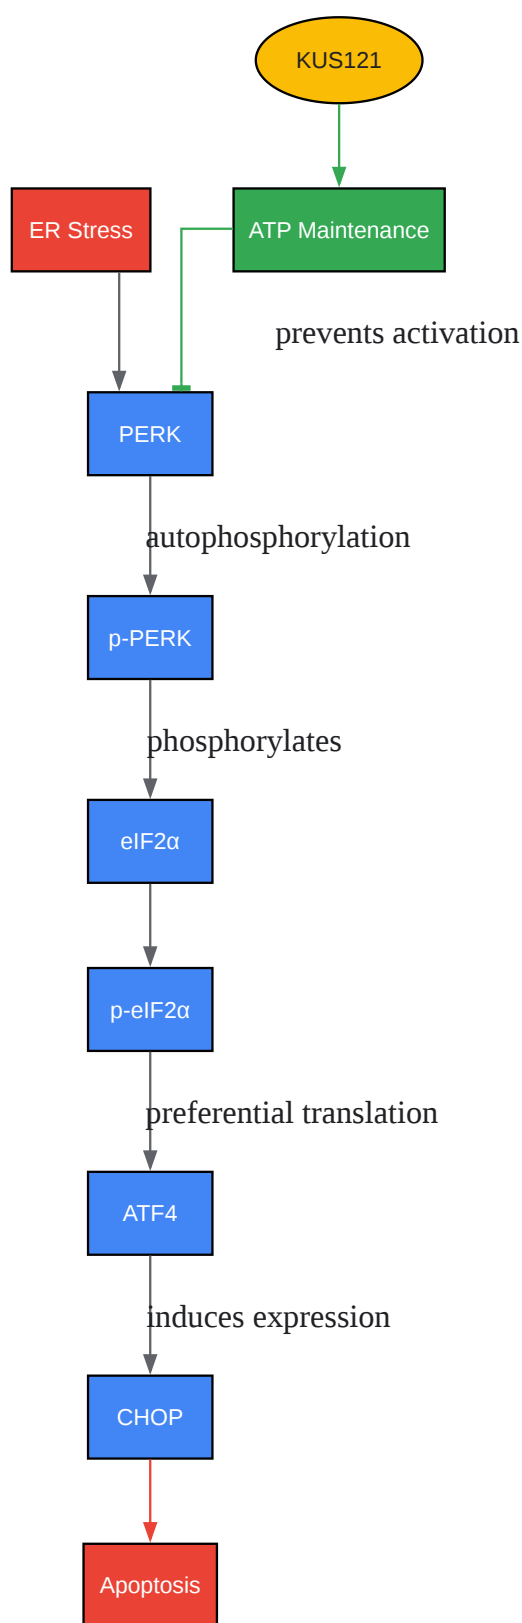 KUS121
ER Stress
ATP Maintenance
prevents activation
PERK
autophosphorylation
p-PERK
phosphorylates
eIF2α
p-eIF2α
preferential translation
ATF4
induces expression
CHOP
Apoptosis